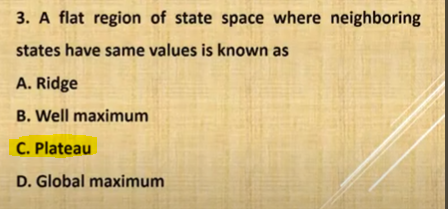 3. A flat region of state space where neighboring
states have same values is known as
A. Ridge
B. Well maximum
C. Plateau
D. Global maximum